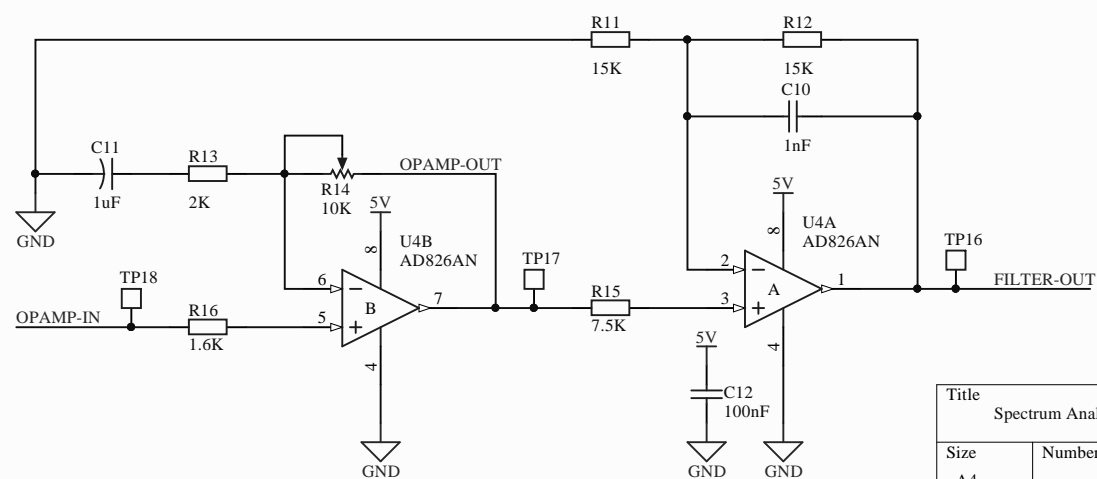 R11
15K
R12
15K
C10
1nF
C11
1uF
R13
2K
R14
10K
OPAMP-OUT
5V
8
U4B
AD826AN
6
5
B
7
4
GND
GND
TP18
OPAMP-IN
R16
1.6K
TP17
R15
7.5K
5V
8
U4A
AD826AN
2
3
A
1
4
TP16
FILTER-OUT
5V
C12
100nF
GND
GND
Title
Spectrum Anal
Size
Number